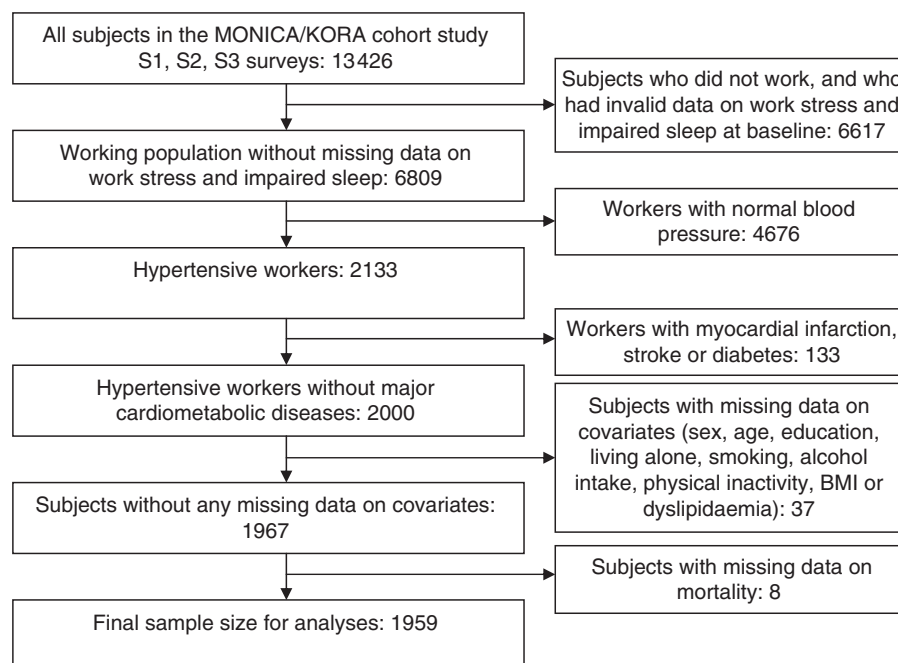 All subjects in the MONICA/KORA cohort study
S1, S2, S3 surveys: 13 426
Subjects who did not work, and who
had invalid data on work stress and
impaired sleep at baseline: 6617
Working population without missing data on
work stress and impaired sleep: 6809
Workers with normal blood
pressure: 4676
Hypertensive workers: 2133
Workers with myocardial infarction,
stroke or diabetes: 133
Hypertensive workers without major
cardiometabolic diseases: 2000
Subjects with missing data on
covariates (sex, age, education,
living alone, smoking, alcohol
intake, physical inactivity, BMI or
dyslipidaemia): 37
Subjects without any missing data on covariates:
1967
Subjects with missing data on
mortality: 8
Final sample size for analyses: 1959